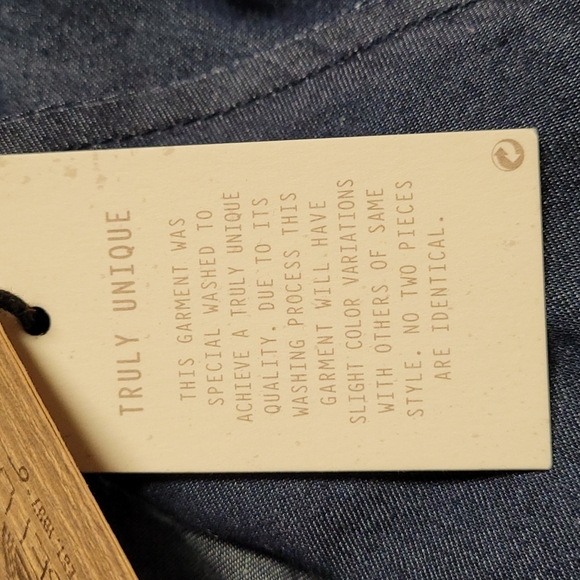 TRULY UNIQUE
THIS GARMENT WAS
SPECIAL WASHED TO
ACHIEVE A TRULY UNIQUE
QUALITY. DUE TO ITS
WASHING PROCESS THIS
GARMENT WILL HAVE
SLIGHT COLOR VARIATIONS
WITH OTHERS OF SAME
STYLE. NO TWO PIECES
ARE IDENTICAL.